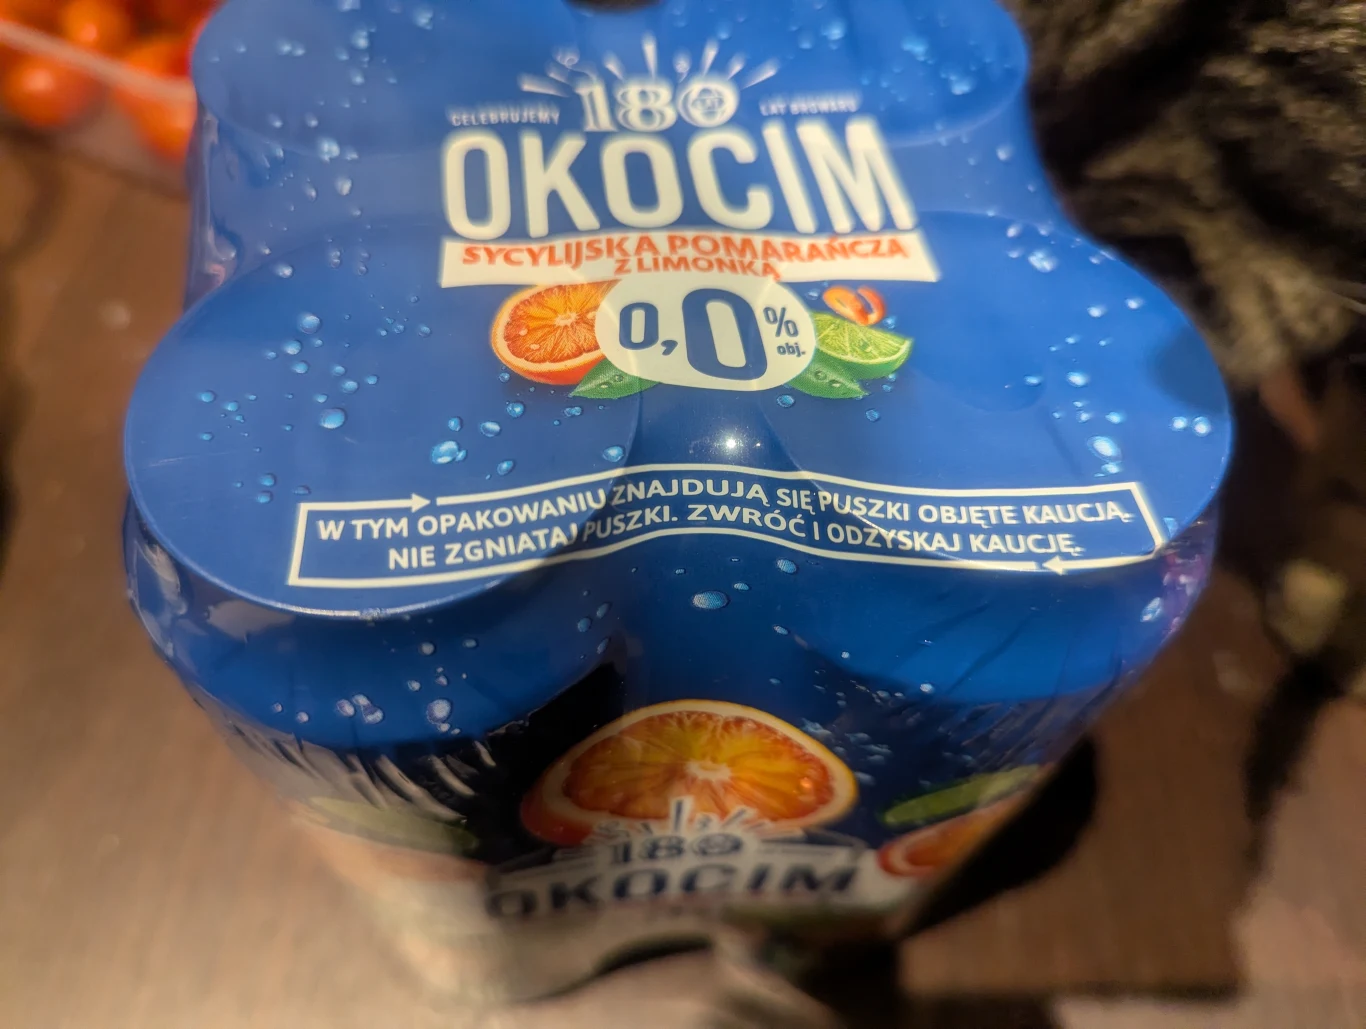 CELEBRUJEMY 180 LAT BROWARU
OKOCIM
SYCYLIJSKA POMARAŃCZA
Z LIMONKĄ
0,0% obj.
W TYM OPAKOWANIU ZNAJDUJĄ SIĘ PUSZKI OBJĘTE KAUCJĄ.
NIE ZGNIATAJ PUSZKI. ZWRÓĆ I ODZYSKAJ KAUCJĘ.
180
OKOCIM